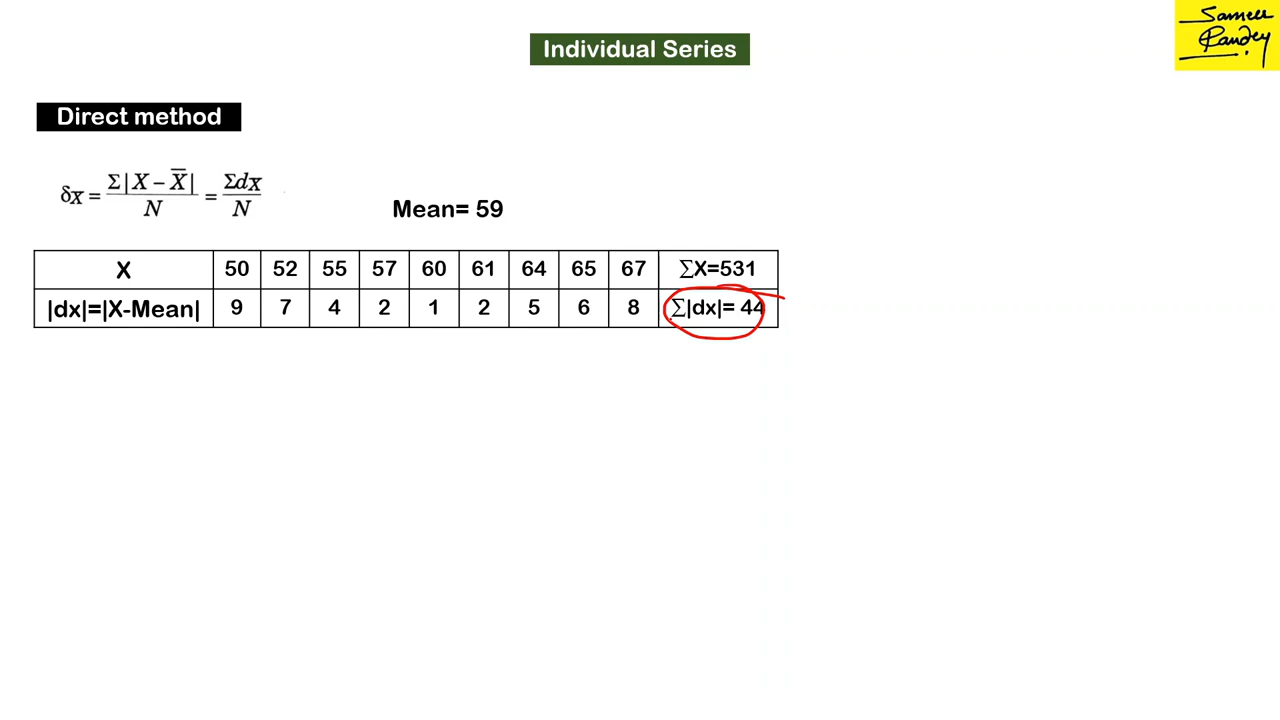 Sameer
Pandey
Individual Series
Direct method
δx̄ = Σ|X − X̄| / N = Σdx̄ / N
Mean= 59
X 50 52 55 57 60 61 64 65 67 ∑X=531
|dx|=|X-Mean| 9 7 4 2 1 2 5 6 8 ∑|dx|= 44